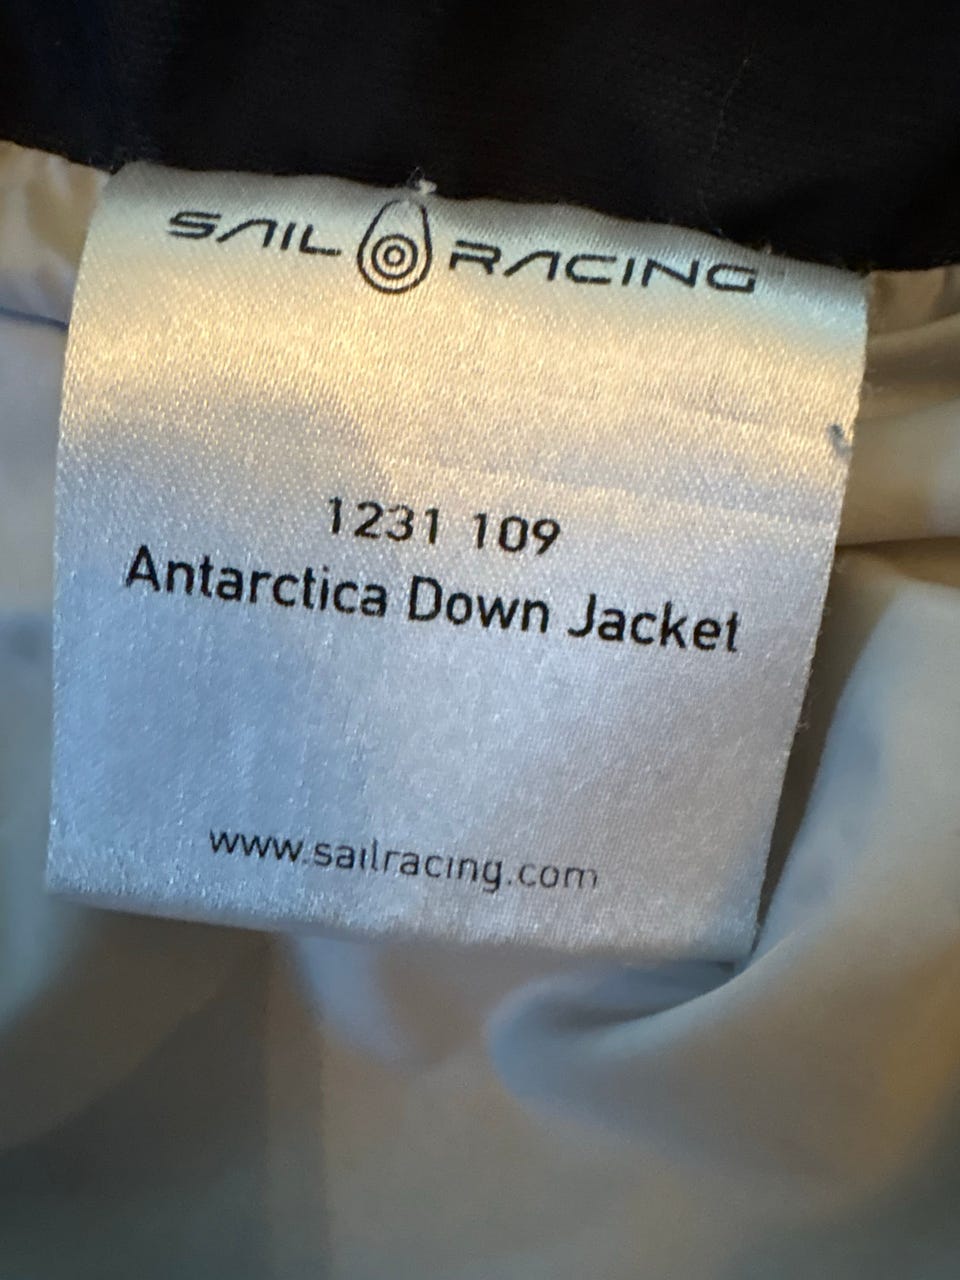 SAIL RACING
1231 109
Antarctica Down Jacket
www.sailracing.com